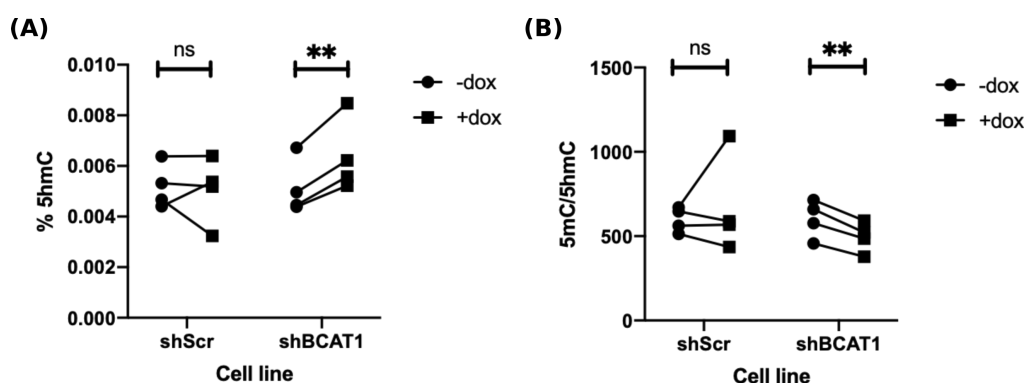 (A)
ns
**
0.010
0.008
0.006
0.004
0.002
0.000
% 5hmC
shScr
shBCAT1
Cell line
-dox
+dox
(B)
ns
**
1500
1000
500
0
5mC/5hmC
shScr
shBCAT1
Cell line
-dox
+dox